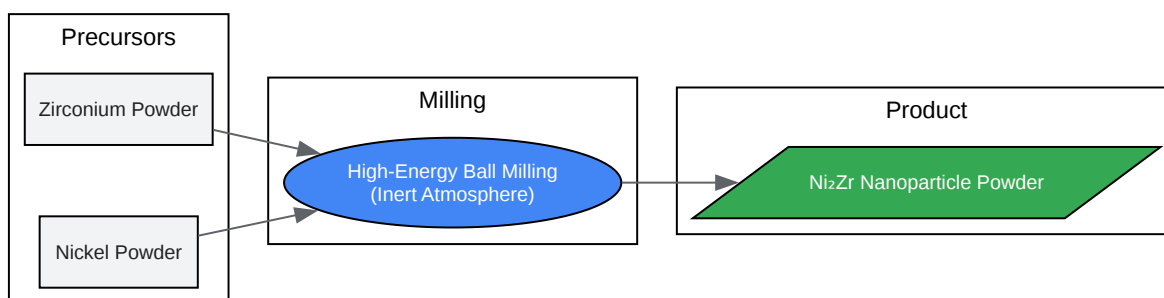 Precursors
Zirconium Powder
Nickel Powder
Milling
High-Energy Ball Milling
(Inert Atmosphere)
Product
Ni₂Zr Nanoparticle Powder